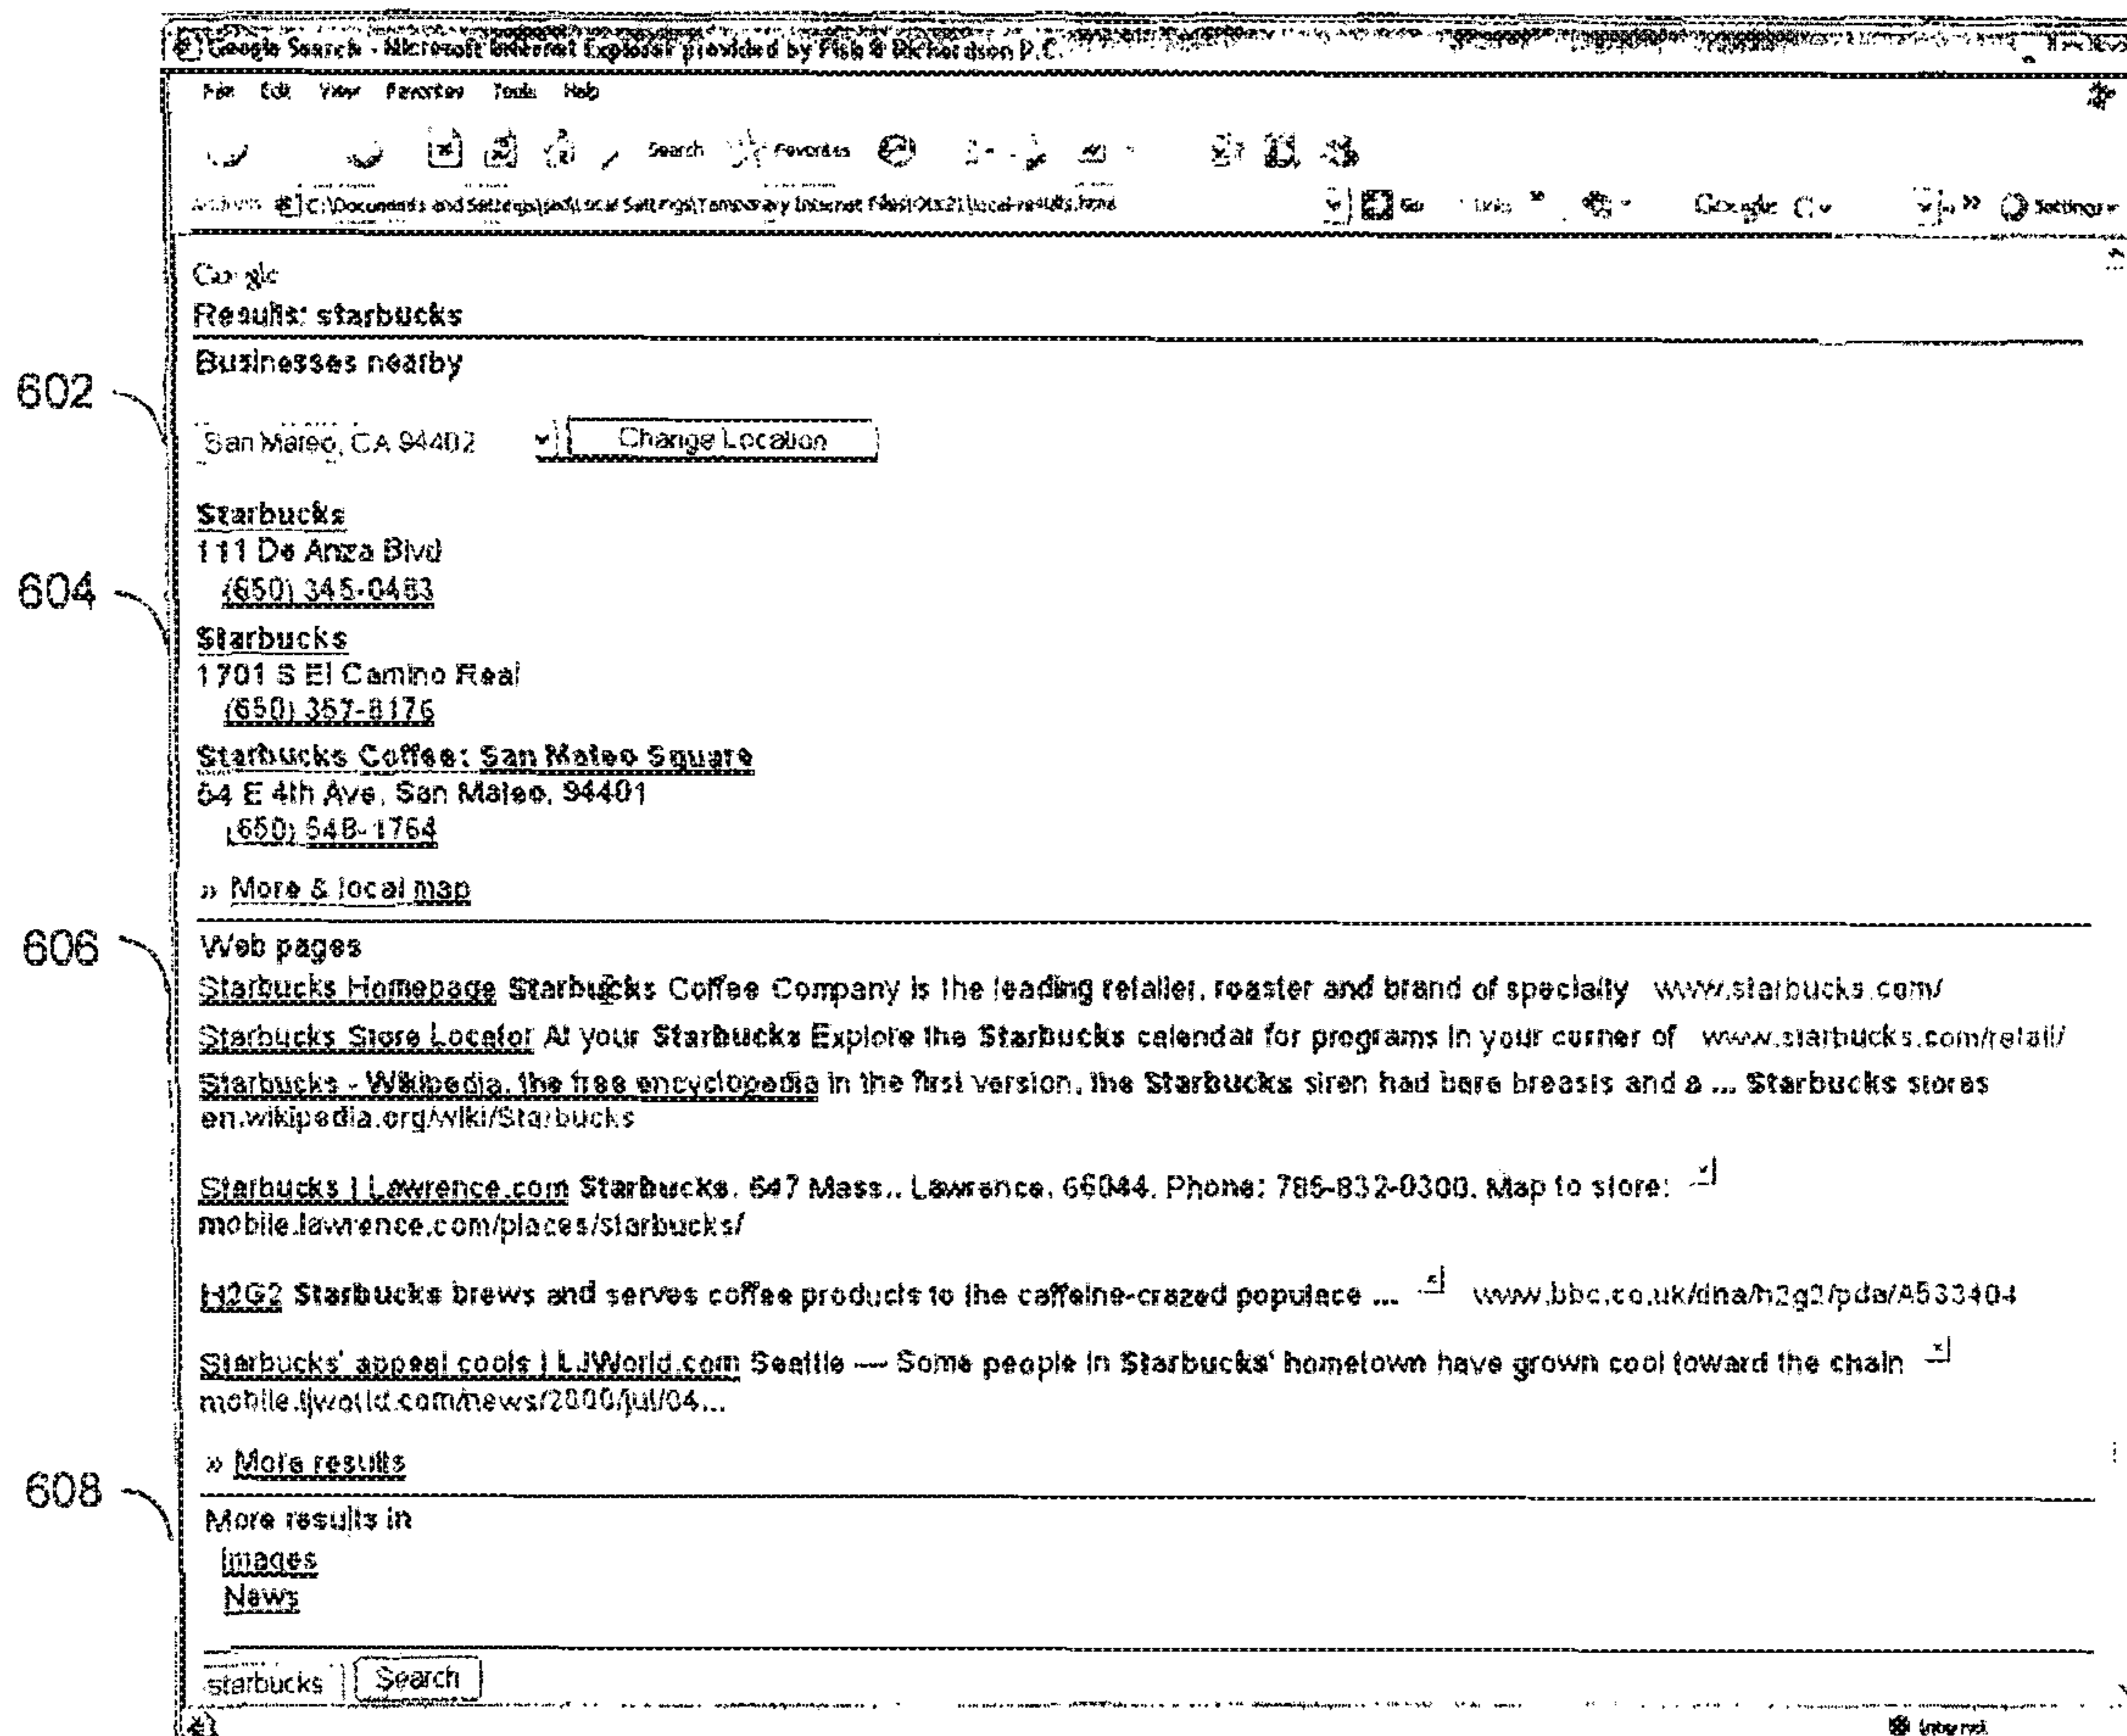 Google Search - Microsoft Internet Explorer provided by Fish & Richardson P.C.
File Edit View Favorites Tools Help
Search Favorites
Address Go Links Google Settings
Google
Results: starbucks
Businesses nearby
602
San Mateo, CA 94402 Change Location
Starbucks
111 De Anza Blvd
604
(650) 345-0483
Starbucks
1701 S El Camino Real
(650) 357-8176
Starbucks Coffee: San Mateo Square
64 E 4th Ave, San Mateo, 94401
(650) 548-1764
» More & local map
606
Web pages
Starbucks Homepage Starbucks Coffee Company is the leading retailer, roaster and brand of specialty www.starbucks.com/
Starbucks Store Locator At your Starbucks Explore the Starbucks calendar for programs in your corner of www.starbucks.com/retail/
Starbucks - Wikipedia, the free encyclopedia in the first version, the Starbucks siren had bare breasts and a ... Starbucks stores
en.wikipedia.org/wiki/Starbucks
Starbucks | Lawrence.com Starbucks. 647 Mass.. Lawrence, 66044. Phone: 785-832-0300. Map to store:
mobile.lawrence.com/places/starbucks/
H2G2 Starbucks brews and serves coffee products to the caffeine-crazed populace ... www.bbc.co.uk/dna/h2g2/pda/A533404
Starbucks' appeal cools | LJWorld.com Seattle — Some people in Starbucks' hometown have grown cool toward the chain
mobile.ljworld.com/news/2000/jul/04...
» More results
608
More results in
Images
News
starbucks Search
Internet